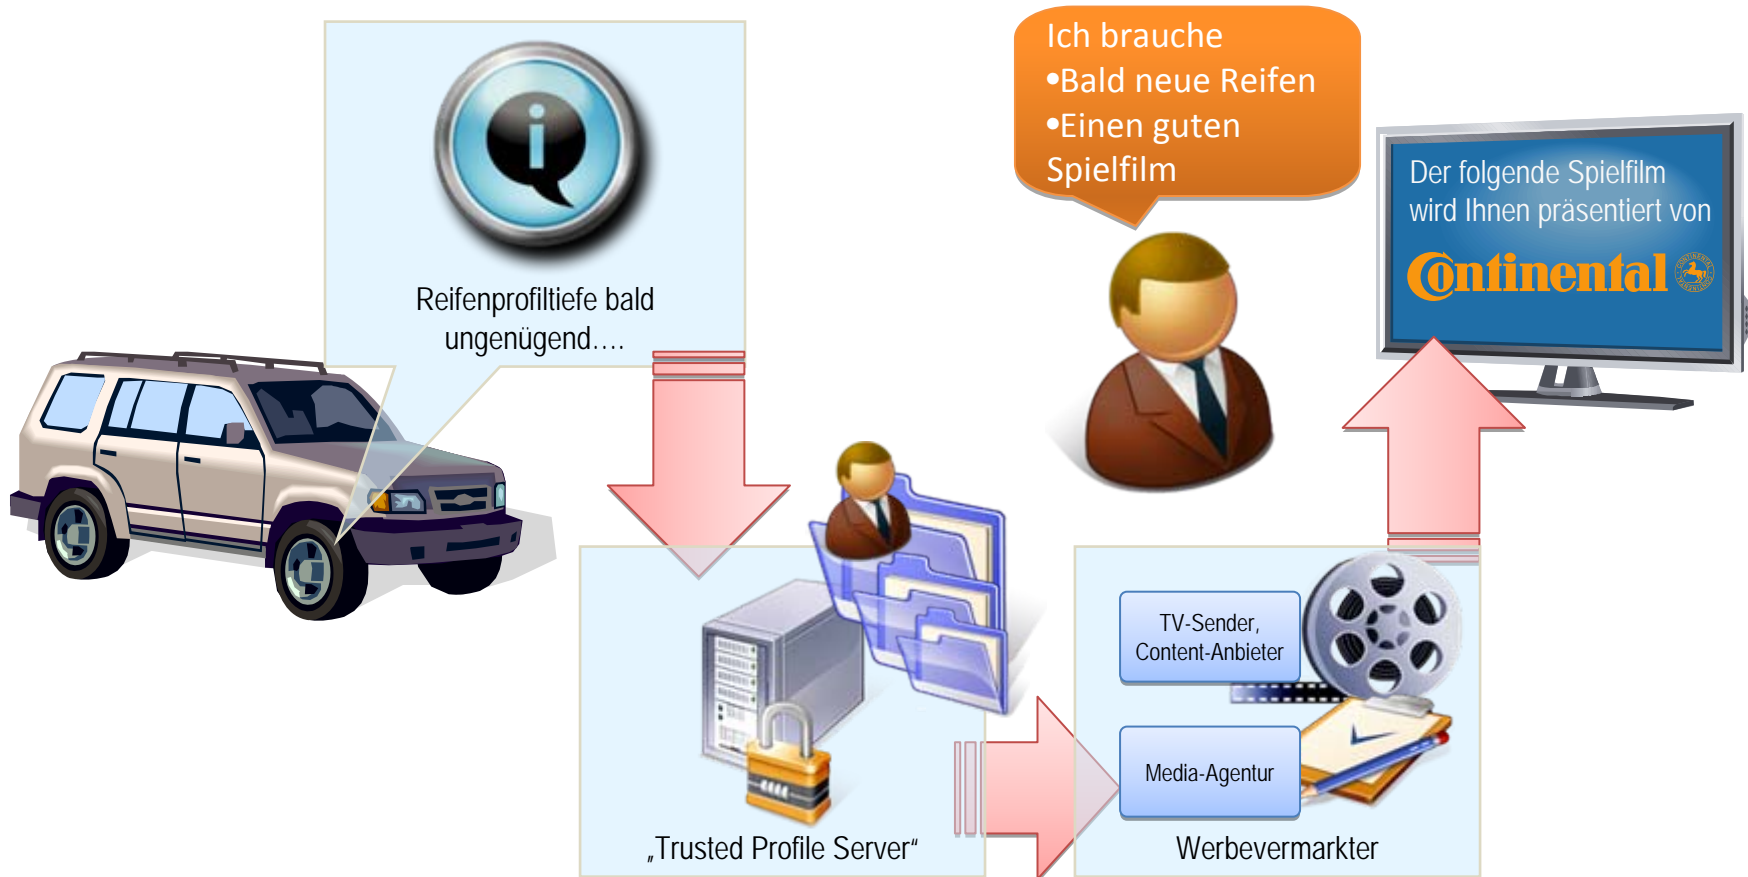 Reifenprofiltiefe bald
ungenügend....
Ich brauche
•Bald neue Reifen
•Einen guten
Spielfilm
Der folgende Spielfilm
wird Ihnen präsentiert von
Continental
TV-Sender,
Content-Anbieter
Media-Agentur
„Trusted Profile Server“
Werbevermarkter